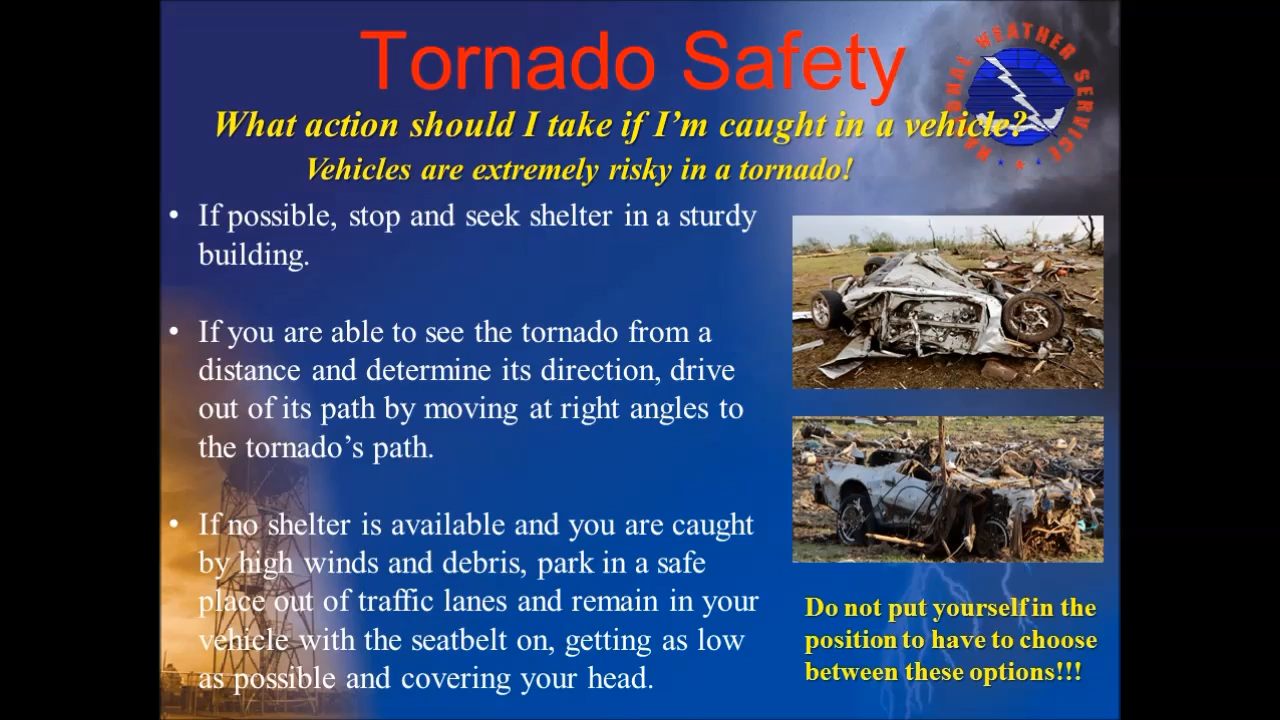 Tornado Safety
NATIONAL WEATHER SERVICE
What action should I take if I’m caught in a vehicle?
Vehicles are extremely risky in a tornado!
• If possible, stop and seek shelter in a sturdy
building.
• If you are able to see the tornado from a
distance and determine its direction, drive
out of its path by moving at right angles to
the tornado’s path.
• If no shelter is available and you are caught
by high winds and debris, park in a safe
place out of traffic lanes and remain in your
vehicle with the seatbelt on, getting as low
as possible and covering your head.
Do not put yourself in the
position to have to choose
between these options!!!